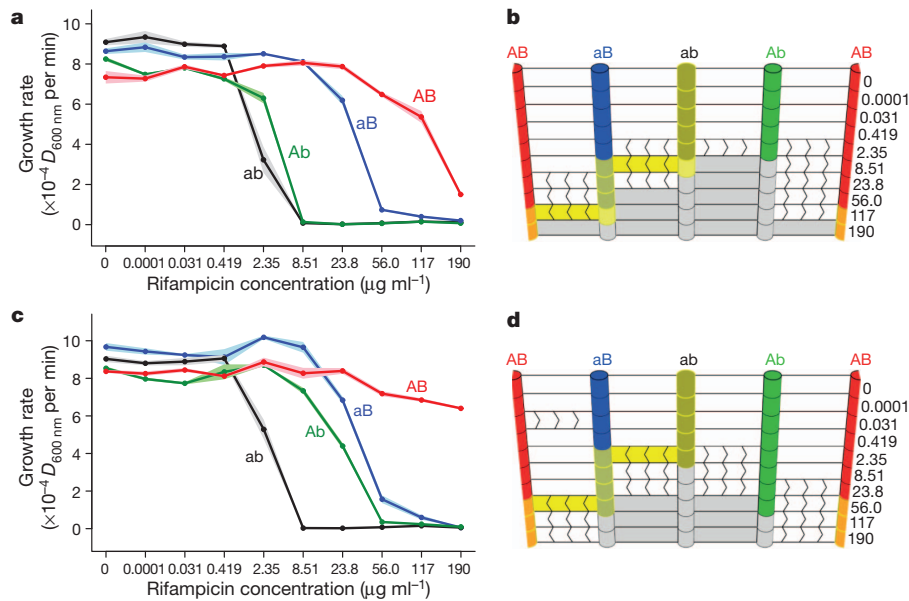 a
10
8
6
4
2
0
Growth rate
(×10⁻⁴ D600 nm per min)
AB
aB
Ab
ab
0 0.0001 0.031 0.419 2.35 8.51 23.8 56.0 117 190
Rifampicin concentration (µg ml⁻¹)
b
AB aB ab Ab AB
0
0.0001
0.031
0.419
2.35
8.51
23.8
56.0
117
190
c
10
8
6
4
2
0
Growth rate
(×10⁻⁴ D600 nm per min)
AB
aB
Ab
ab
0 0.0001 0.031 0.419 2.35 8.51 23.8 56.0 117 190
Rifampicin concentration (µg ml⁻¹)
d
AB aB ab Ab AB
0
0.0001
0.031
0.419
2.35
8.51
23.8
56.0
117
190